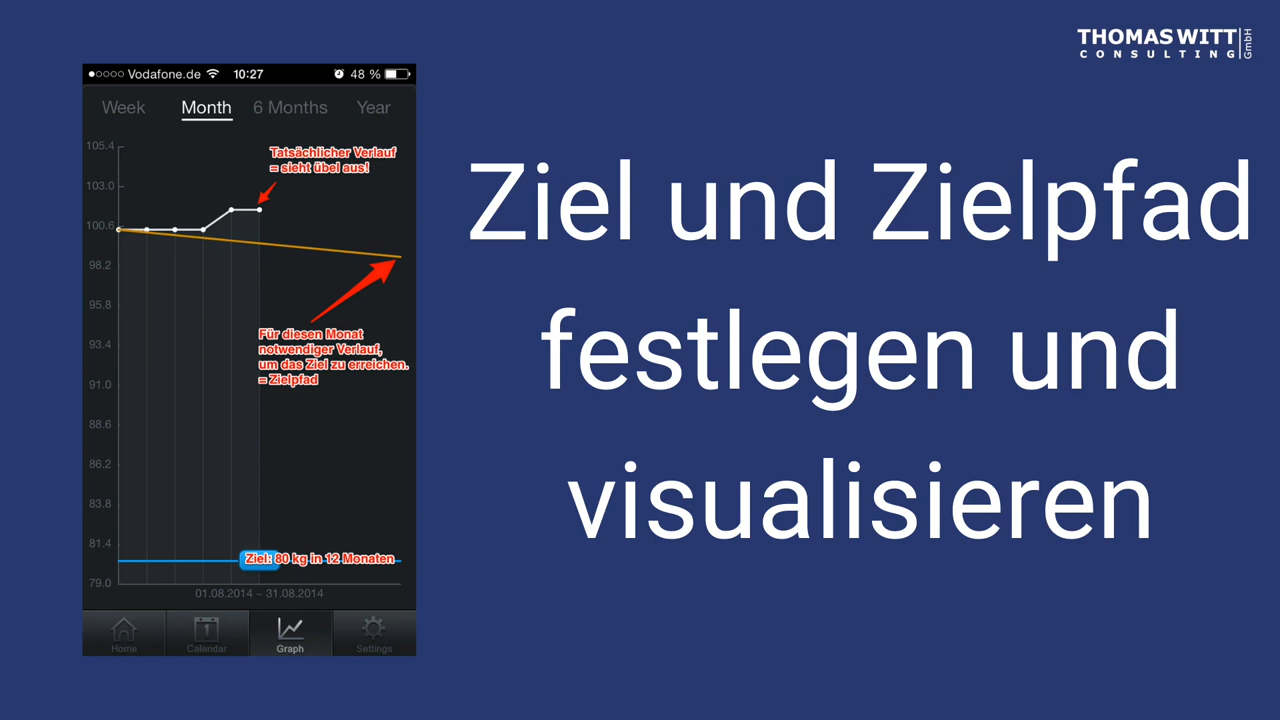 THOMAS WITT
CONSULTING
GmbH
Vodafone.de 10:27 48 %
Week Month 6 Months Year
105.4
103.0
100.6
98.2
95.8
93.4
91.0
88.6
86.2
83.8
81.4
79.0
Tatsächlicher Verlauf
= sieht übel aus!
Für diesen Monat
notwendiger Verlauf,
um das Ziel zu erreichen.
= Zielpfad
Ziel: 80 kg in 12 Monaten
01.08.2014 – 31.08.2014
1
Home Calendar Graph Settings
Ziel und Zielpfad
festlegen und
visualisieren